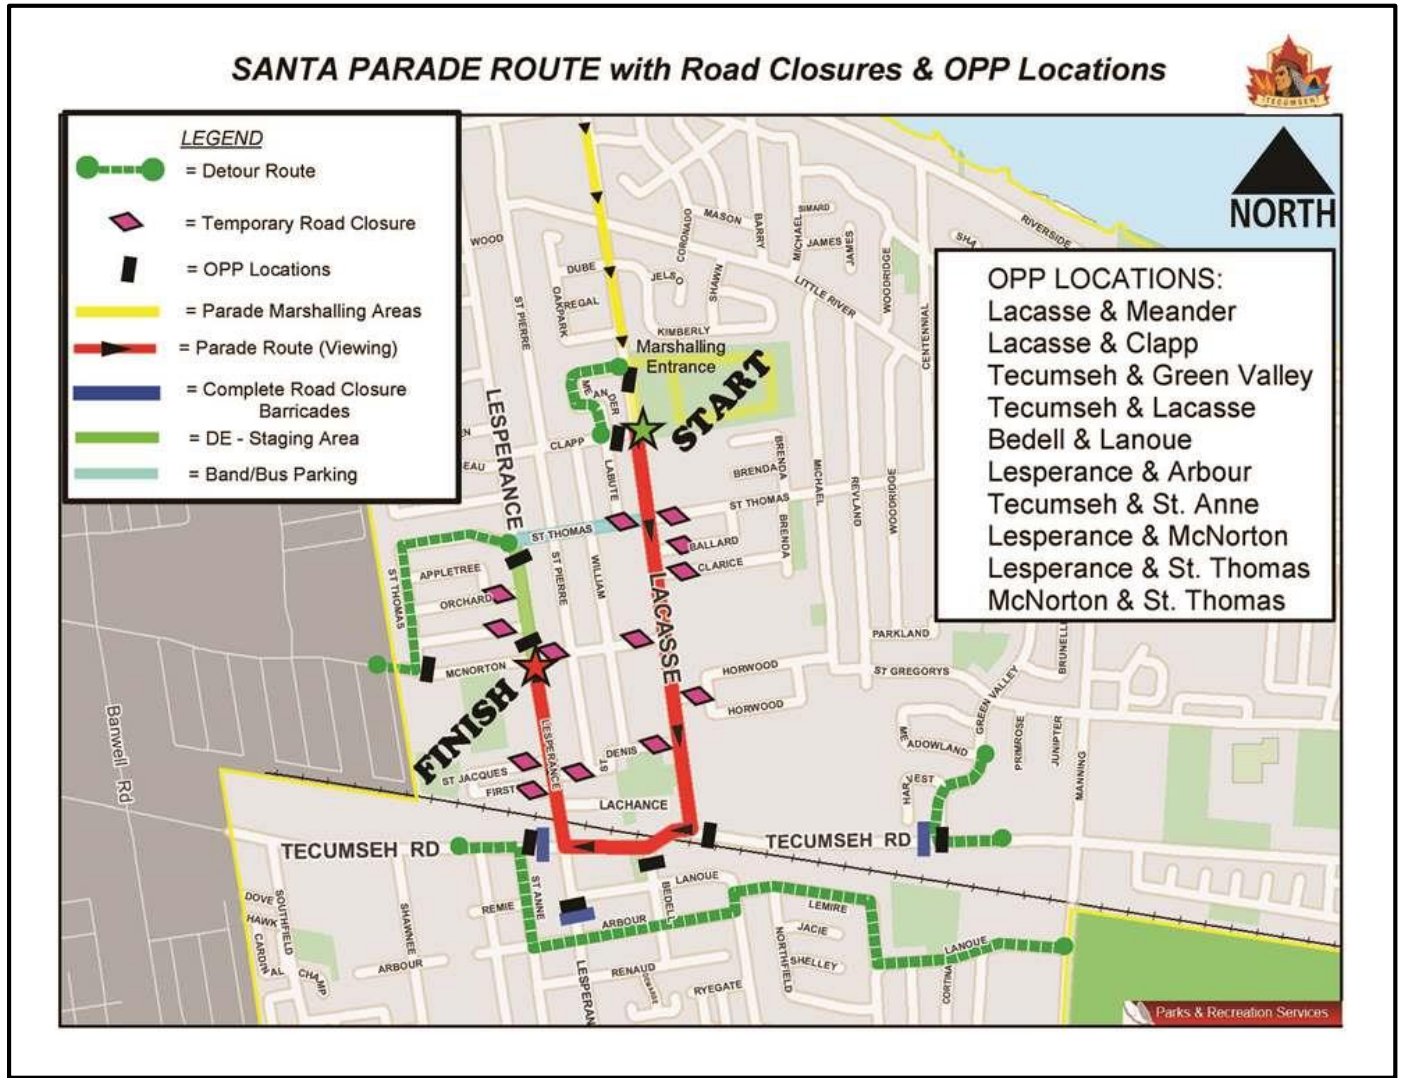 SANTA PARADE ROUTE with Road Closures & OPP Locations
TECUMSEH
LEGEND
= Detour Route
= Temporary Road Closure
= OPP Locations
= Parade Marshalling Areas
= Parade Route (Viewing)
= Complete Road Closure
Barricades
= DE - Staging Area
= Band/Bus Parking
NORTH
OPP LOCATIONS:
Lacasse & Meander
Lacasse & Clapp
Tecumseh & Green Valley
Tecumseh & Lacasse
Bedell & Lanoue
Lesperance & Arbour
Tecumseh & St. Anne
Lesperance & McNorton
Lesperance & St. Thomas
McNorton & St. Thomas
WOOD
DUBE
REGAL
OAKPARK
ST PIERRE
CORONADO
MASON
BARRY
MICHAEL
SIMARD
JAMES
JAMES
WOODRIDGE
RIVERSIDE
SHA
JELSO
SHAWN
LITTLE RIVER
CENTENNIAL
KIMBERLY
Marshalling
Entrance
START
MEANDER
CLAPP
LABUTE
EN
EAU
LESPERANCE
BRENDA
BRENDA
BRENDA
MICHAEL
REVLAND
WOODRIDGE
ST THOMAS
ST THOMAS
BALLARD
CLARICE
ST THOMAS
APPLETREE
ORCHARD
ST PIERRE
WILLIAM
LACASSE
MCNORTON
FINISH
LESPERANCE
HORWOOD
HORWOOD
PARKLAND
ST GREGORYS
BRUNELL
GREEN VALLEY
MEADOWLAND
PRIMROSE
JUNIPTER
MANNING
HARVEST
Banwell Rd
ST JACQUES
FIRST
DENIS
ST
LACHANCE
TECUMSEH RD
TECUMSEH RD
DOVE
HAWK
CARDINAL
SOUTHFIELD
CHAMP
SHAWNEE
ARBOUR
REMIE
ST ANNE
ARBOUR
BEDELL
LANOUE
LEMIRE
JACIE
SHELLEY
NORTHFIELD
LANOUE
CORTINA
RENAUD
RYEGATE
LESPERAN
Parks & Recreation Services